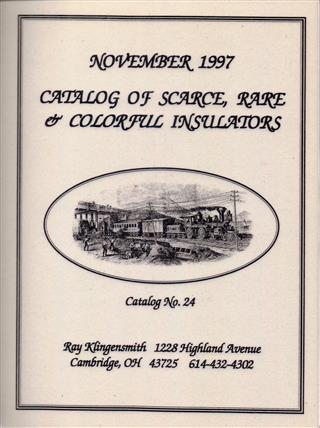 NOVEMBER 1997
CATALOG OF SCARCE, RARE
& COLORFUL INSULATORS
Catalog No. 24
Ray Klingensmith 1228 Highland Avenue
Cambridge, OH 43725 614-432-4302